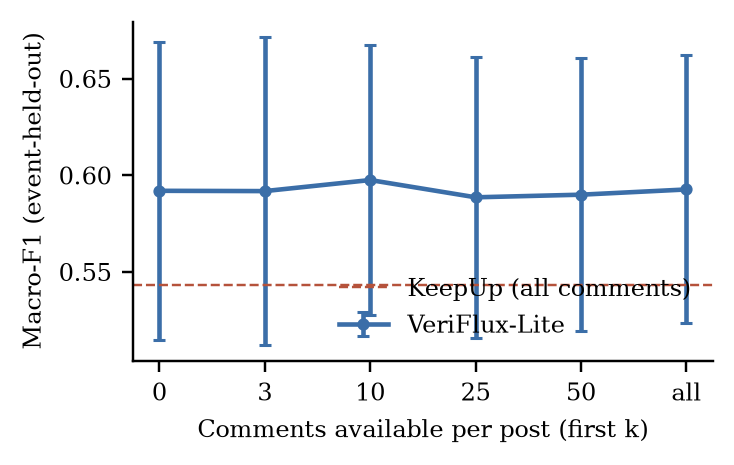 Macro-F1 (event-held-out)
0.65
0.60
0.55
KeepUp (all comments)
VeriFlux-Lite
0 3 10 25 50 all
Comments available per post (first k)